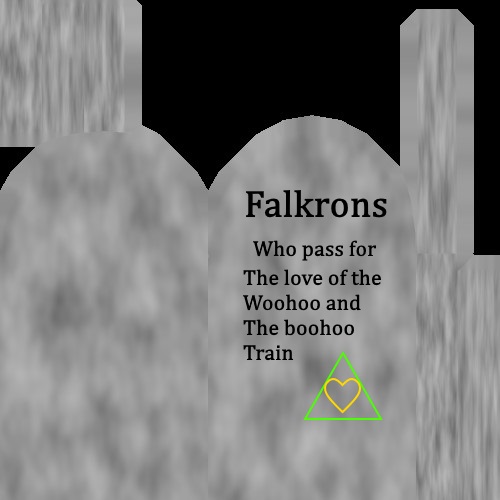 Falkrons
Who pass for
The love of the
Woohoo and
The boohoo
Train